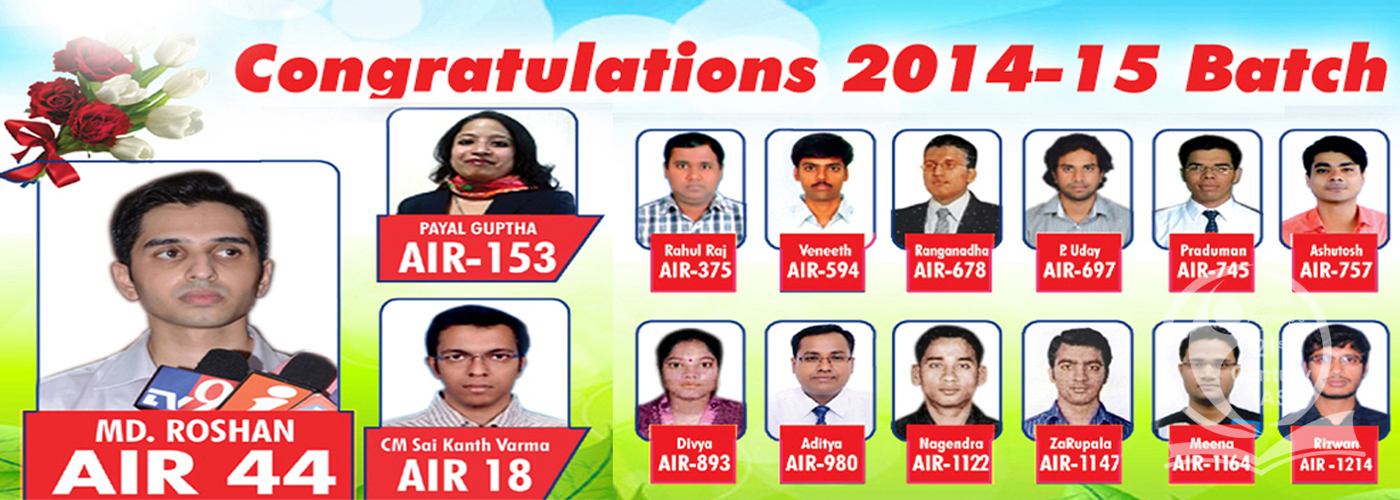 Congratulations 2014-15 Batch
MD. ROSHAN
AIR 44
TV9
PAYAL GUPTHA
AIR-153
CM Sai Kanth Varma
AIR 18
Rahul Raj
AIR-375
Veneeth
AIR-594
Ranganadha
AIR-678
P. Uday
AIR-697
Praduman
AIR-745
Ashutosh
AIR-757
Divya
AIR-893
Aditya
AIR-980
Nagendra
AIR-1122
ZaRupala
AIR-1147
Meena
AIR-1164
Rizwan
AIR -1214